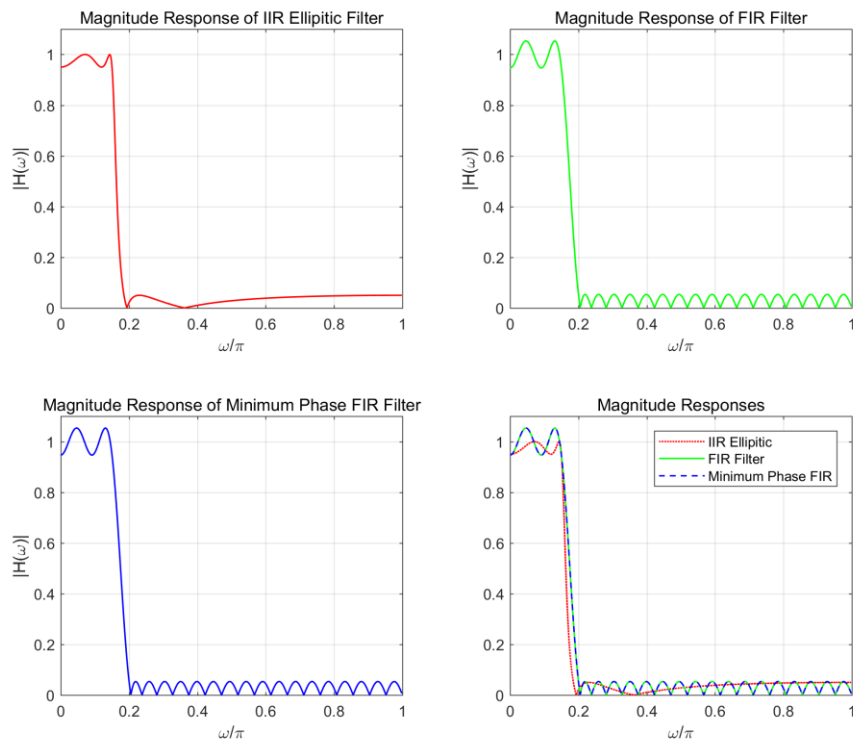 Magnitude Response of IIR Ellipitic Filter
|H(ω)|
1
0.8
0.6
0.4
0.2
0
0 0.2 0.4 0.6 0.8 1
ω/π
Magnitude Response of FIR Filter
|H(ω)|
1
0.8
0.6
0.4
0.2
0
0 0.2 0.4 0.6 0.8 1
ω/π
Magnitude Response of Minimum Phase FIR Filter
|H(ω)|
1
0.8
0.6
0.4
0.2
0
0 0.2 0.4 0.6 0.8 1
ω/π
Magnitude Responses
IIR Elliptic
FIR Filter
Minimum Phase FIR
|H(ω)|
1
0.8
0.6
0.4
0.2
0
0 0.2 0.4 0.6 0.8 1
ω/π